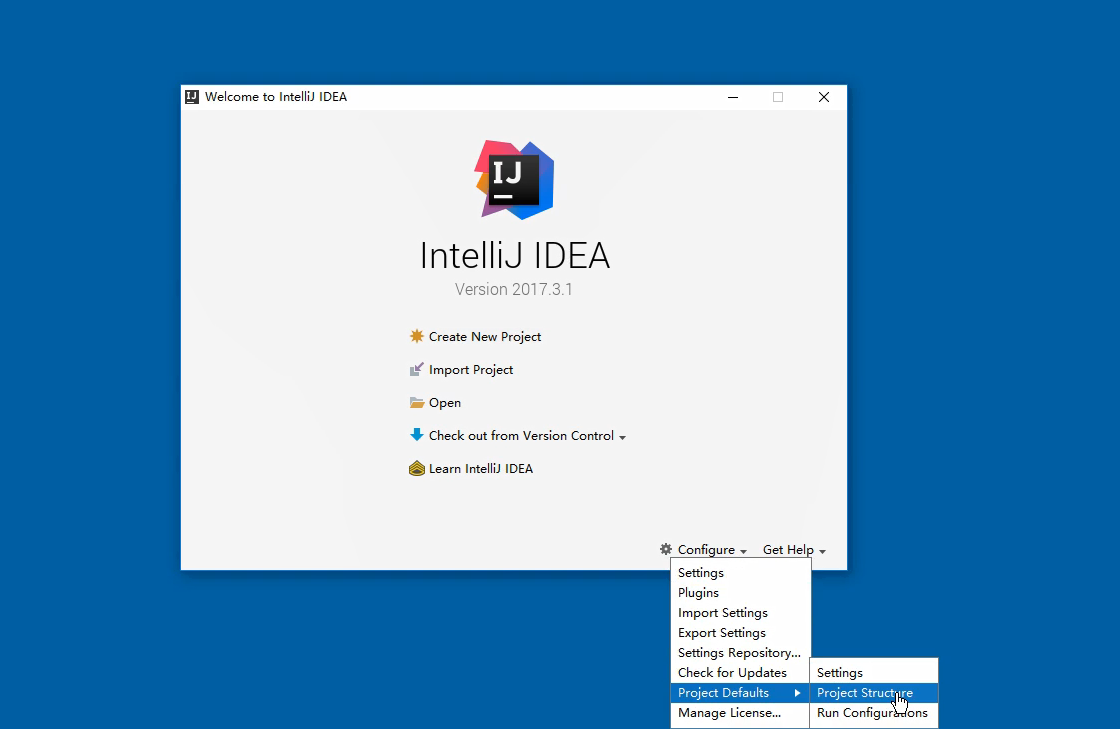 Welcome to IntelliJ IDEA
IJ
IntelliJ IDEA
Version 2017.3.1
Create New Project
Import Project
Open
Check out from Version Control
Learn IntelliJ IDEA
Configure
Get Help
Settings
Plugins
Import Settings
Export Settings
Settings Repository...
Check for Updates
Project Defaults
Manage License...
Settings
Project Structure
Run Configurations